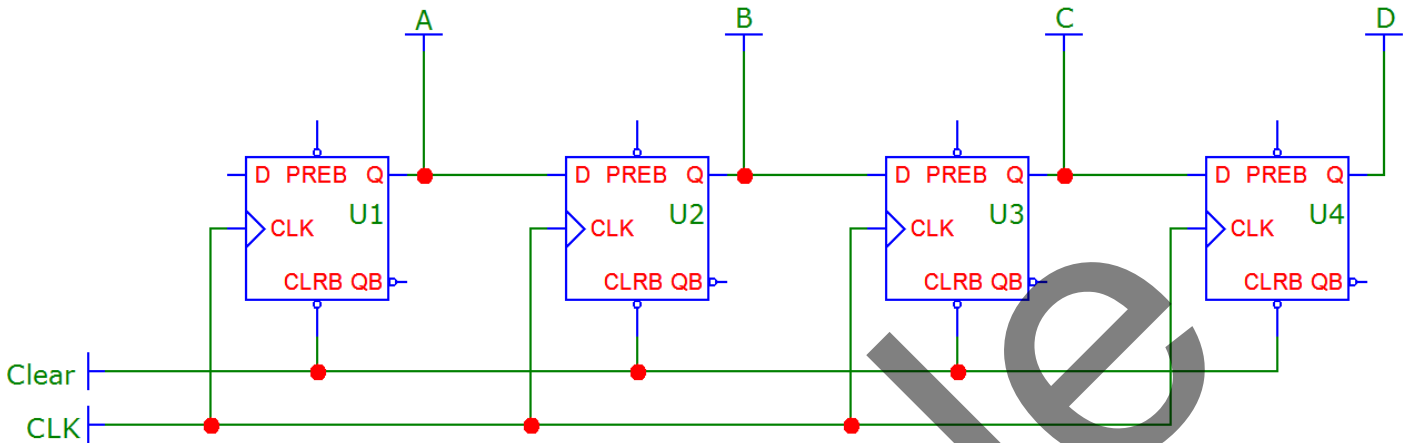 A B C D
D PREB Q D PREB Q D PREB Q D PREB Q
U1 U2 U3 U4
CLK CLK CLK CLK
CLRB QB CLRB QB CLRB QB CLRB QB
Clear
CLK
le